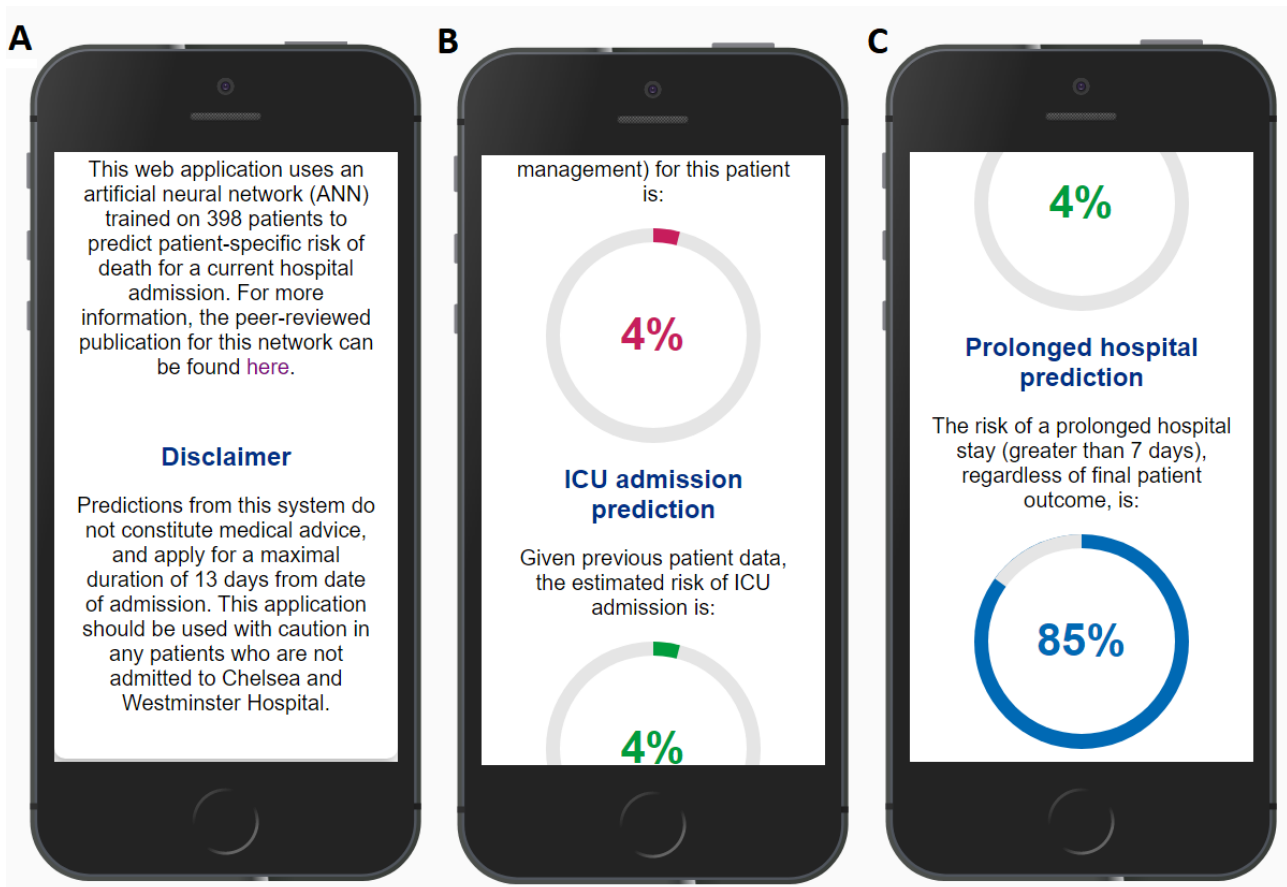 A
This web application uses an
artificial neural network (ANN)
trained on 398 patients to
predict patient-specific risk of
death for a current hospital
admission. For more
information, the peer-reviewed
publication for this network can
be found here.
Disclaimer
Predictions from this system do
not constitute medical advice,
and apply for a maximal
duration of 13 days from date
of admission. This application
should be used with caution in
any patients who are not
admitted to Chelsea and
Westminster Hospital.
B
management) for this patient
is:
4%
ICU admission
prediction
Given previous patient data,
the estimated risk of ICU
admission is:
4%
C
4%
Prolonged hospital
prediction
The risk of a prolonged hospital
stay (greater than 7 days),
regardless of final patient
outcome, is:
85%